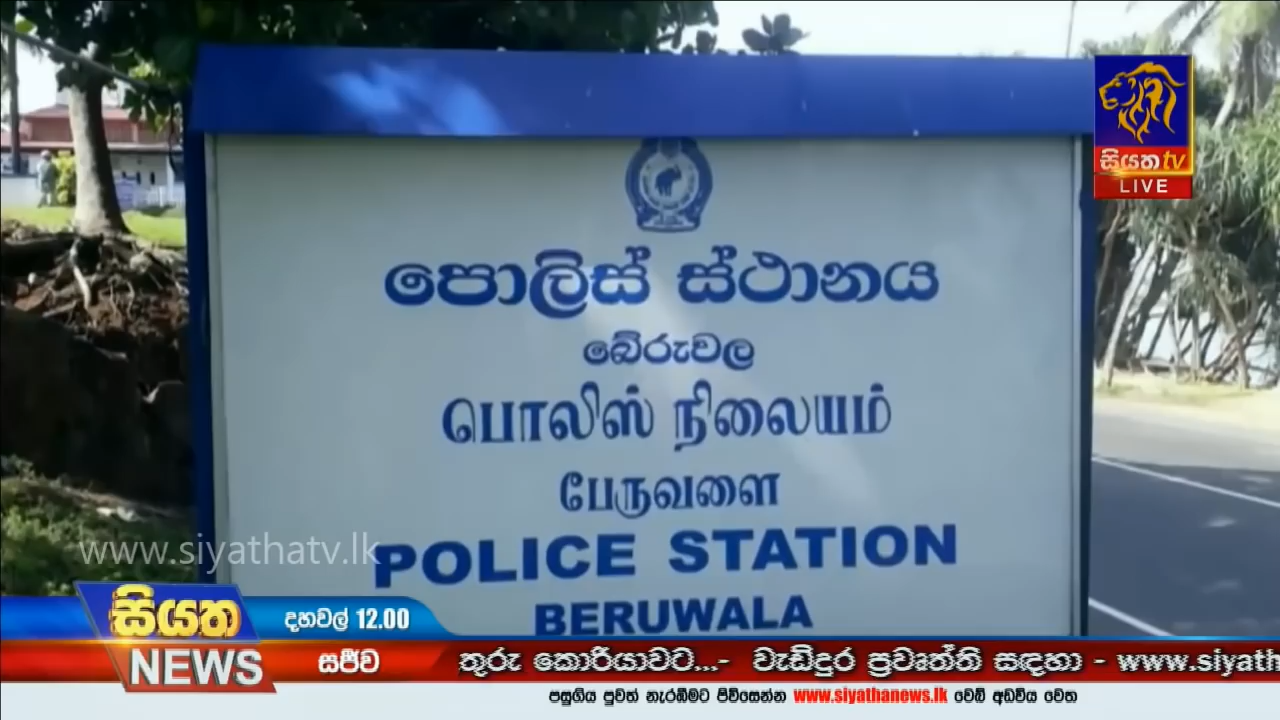 සියත tv
LIVE
පොලිස් ස්ථානය
බේරුවල
பொலிஸ் நிலையம்
பேருவளை
POLICE STATION
BERUWALA
www.siyathatv.lk
සියත
NEWS
දහවල් 12.00
සජීව
තුරු කොරියාවට...- වැඩිදුර ප්‍රවෘත්ති සඳහා - www.siyath
පසුගිය පුවත් නැරඹීමට පිවිසෙන්න www.siyathanews.lk වෙබ් අඩවිය වෙත